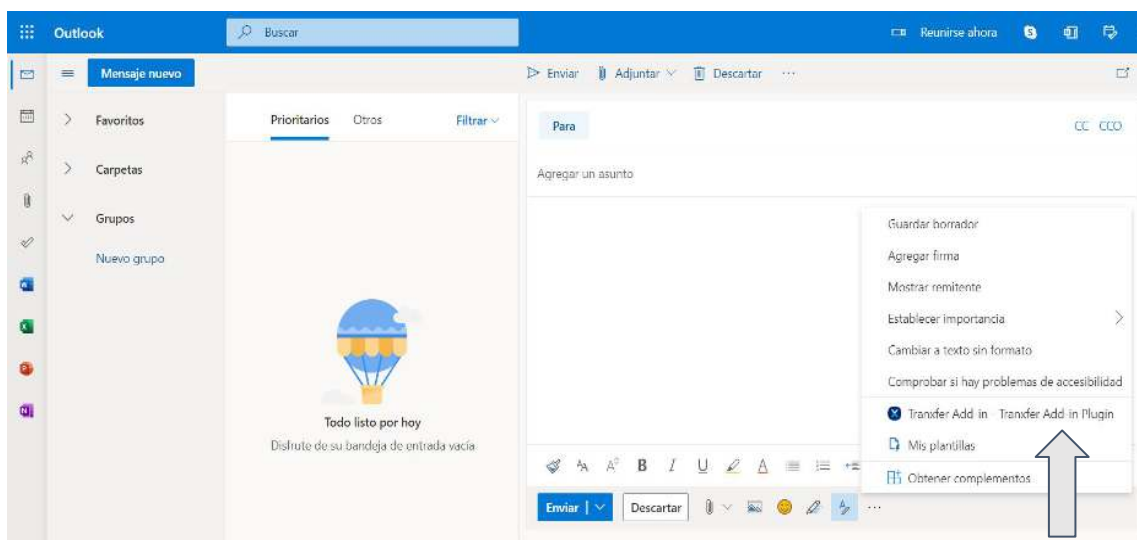 Outlook
Buscar
Reunirse ahora
Mensaje nuevo
Enviar Adjuntar Descartar ...
Favoritos
Carpetas
Grupos
Nuevo grupo
Prioritarios Otros Filtrar
Todo listo por hoy
Disfrute de su bandeja de entrada vacía
Para
CC CCO
Agregar un asunto
Guardar borrador
Agregar firma
Mostrar remitente
Establecer importancia
Cambiar a texto sin formato
Comprobar si hay problemas de accesibilidad
Tranxfer Add-in - Tranxfer Add-in Plugin
Mis plantillas
Obtener complementos
Enviar Descartar ...